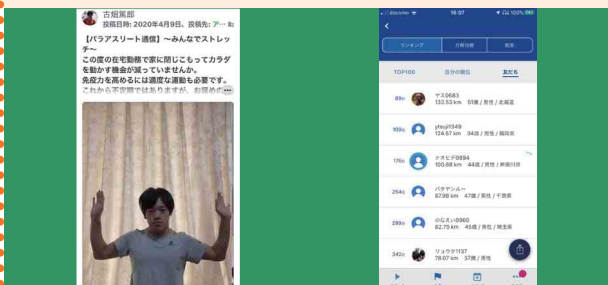 古畑篤郎
投稿日時: 2020年4月9日、投稿先: ア…
【パラアスリート通信】～みんなでストレッチ～
この度の在宅勤務で家に閉じこもってカラダ
を動かす機会が減っていませんか。
免疫力を高めるには適度な運動も必要です。
これから不定期ではありますが、お奨めの…
docomo
16:07
100%
ランキング
TOP100
自分の順位
友だち
89位
ヤス0683
132.53 km 51歳 / 男性 / 北海道
109位
ytsuji1349
124.57 km 34歳 / 男性 / 福岡県
176位
ナオヒデ0894
100.88 km 44歳 / 男性 / 神奈川県
254位
バタヤンルー
87.96 km 47歳 / 男性 / 千葉県
299位
のなえい0960
82.75 km 45歳 / 男性 / 埼玉県
342位
リョウタ1137
78.07 km 37歳 / 男性